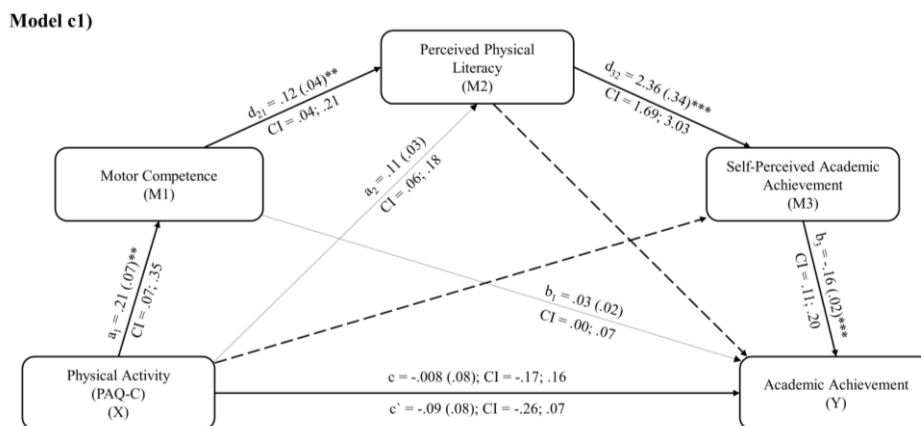 Model c1)
Perceived Physical
Literacy
(M2)
d21 = .12 (.04)**
CI = .04; .21
d32 = 2.36 (.34)***
CI = 1.69; 3.03
a2 = .11 (.03)
CI = .06; .18
Motor Competence
(M1)
Self-Perceived Academic
Achievement
(M3)
a1 = .21 (.07)**
CI = .07; .35
b1 = .03 (.02)
CI = .00; .07
b3 = -.16 (.02)***
CI = .11; .20
Physical Activity
(PAQ-C)
(X)
c = -.008 (.08); CI = -.17; .16
c` = -.09 (.08); CI = -.26; .07
Academic Achievement
(Y)